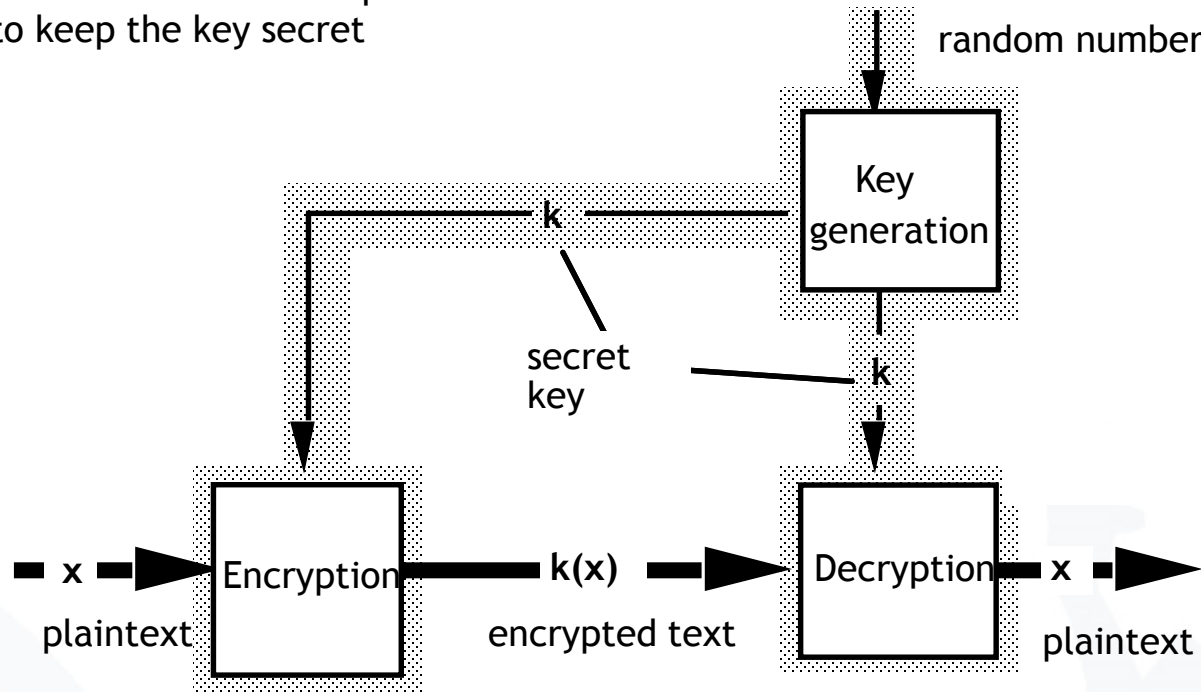 to keep the key secret
random number
Key
generation
k
secret
key
k
x
Encryption
k(x)
Decryption
x
plaintext
encrypted text
plaintext